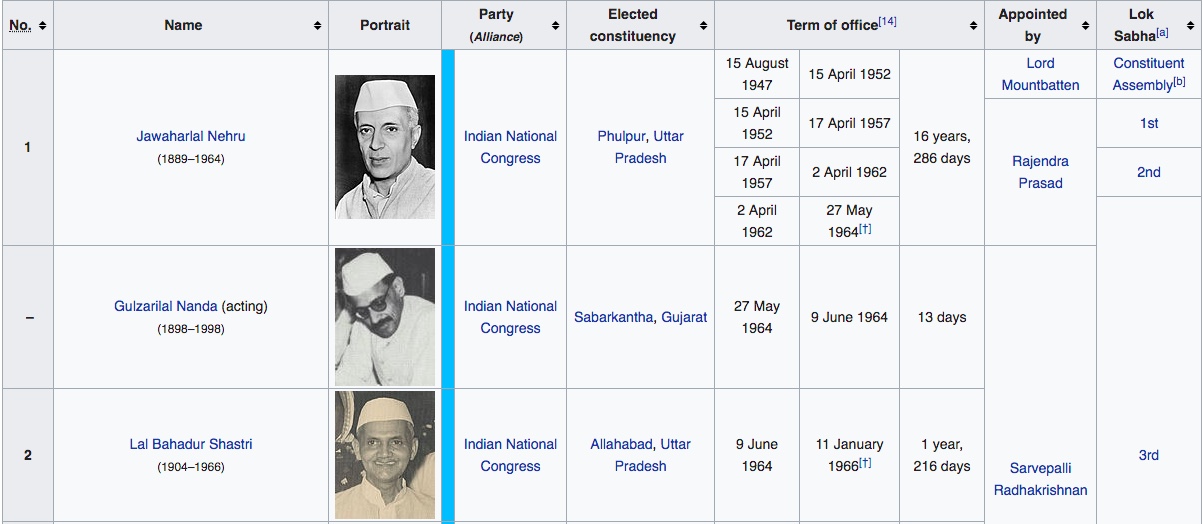 No.
Name
Portrait
Party
(Alliance)
Elected
constituency
Term of office[14]
Appointed
by
Lok
Sabha[a]
1
Jawaharlal Nehru
(1889–1964)
Indian National
Congress
Phulpur, Uttar
Pradesh
15 August
1947
15 April 1952
16 years,
286 days
Lord
Mountbatten
Constituent
Assembly[b]
15 April
1952
17 April 1957
Rajendra
Prasad
1st
17 April
1957
2 April 1962
2nd
2 April
1962
27 May
1964[†]
3rd
–
Gulzarilal Nanda (acting)
(1898–1998)
Indian National
Congress
Sabarkantha, Gujarat
27 May
1964
9 June 1964
13 days
Sarvepalli
Radhakrishnan
2
Lal Bahadur Shastri
(1904–1966)
Indian National
Congress
Allahabad, Uttar
Pradesh
9 June
1964
11 January
1966[†]
1 year,
216 days